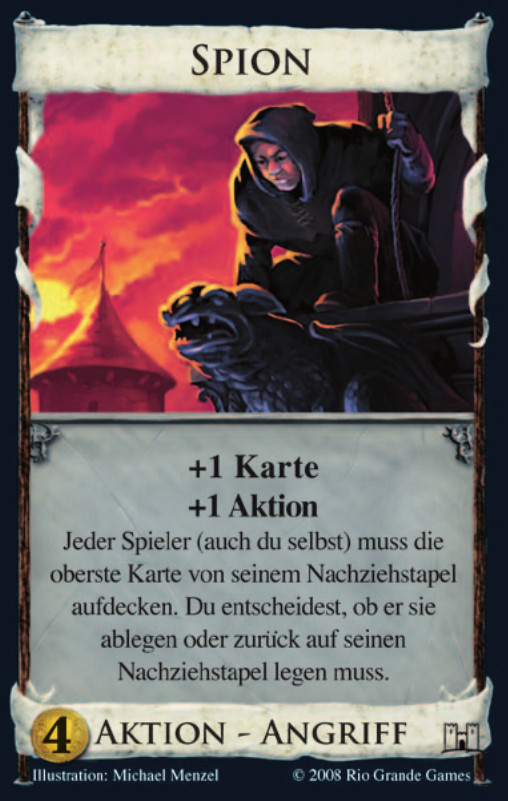 Spion
+1 Karte
+1 Aktion
Jeder Spieler (auch du selbst) muss die
oberste Karte von seinem Nachziehstapel
aufdecken. Du entscheidest, ob er sie
ablegen oder zurück auf seinen
Nachziehstapel legen muss.
4 Aktion - Angriff
Illustration: Michael Menzel © 2008 Rio Grande Games